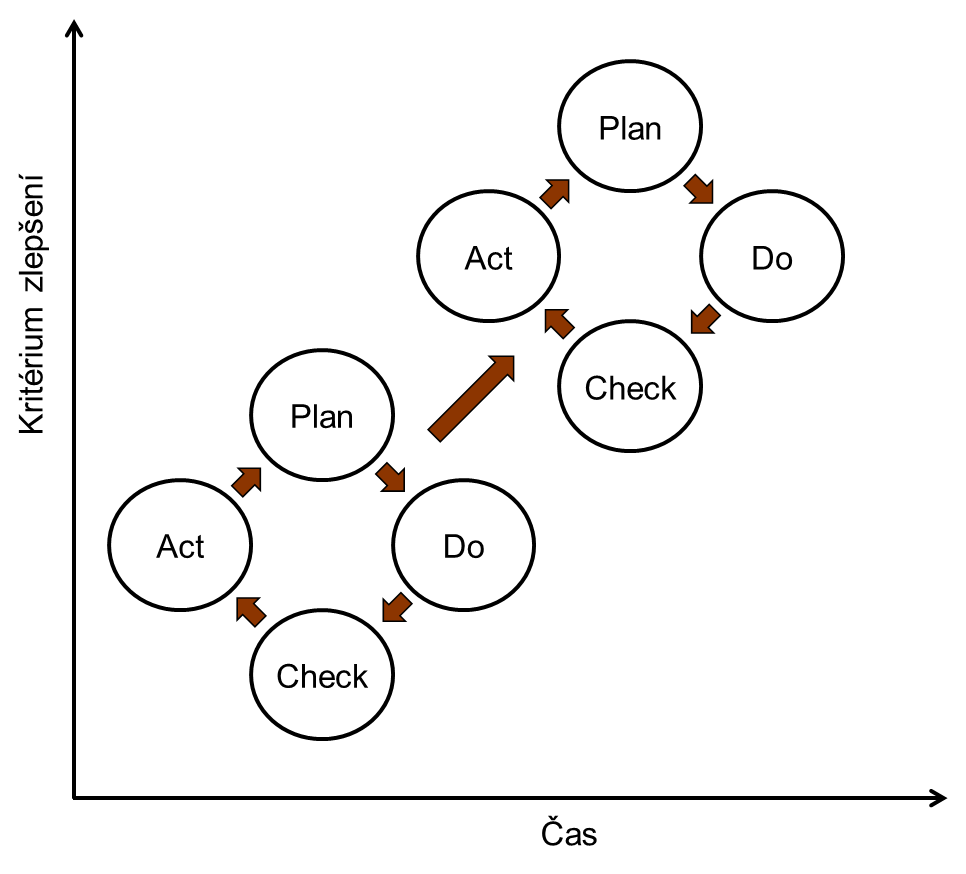 Kritérium zlepšení
Plan
Act
Do
Check
Plan
Act
Do
Check
Čas